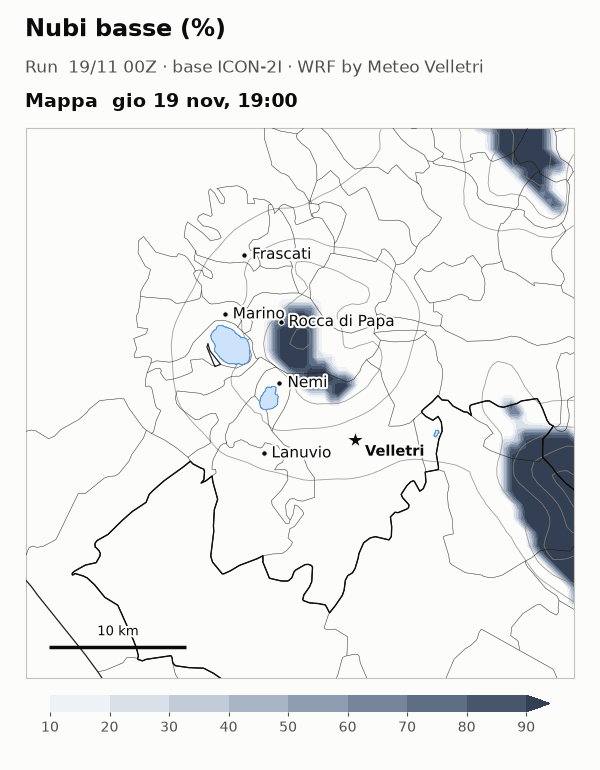 Nubi basse (%)
Run  19/11 00Z · base ICON-2I · WRF by Meteo Velletri
Mappa  gio 19 nov, 19:00
Frascati
Marino
Rocca di Papa
Nemi
Velletri
Lanuvio
10 km
10 20 30 40 50 60 70 80 90